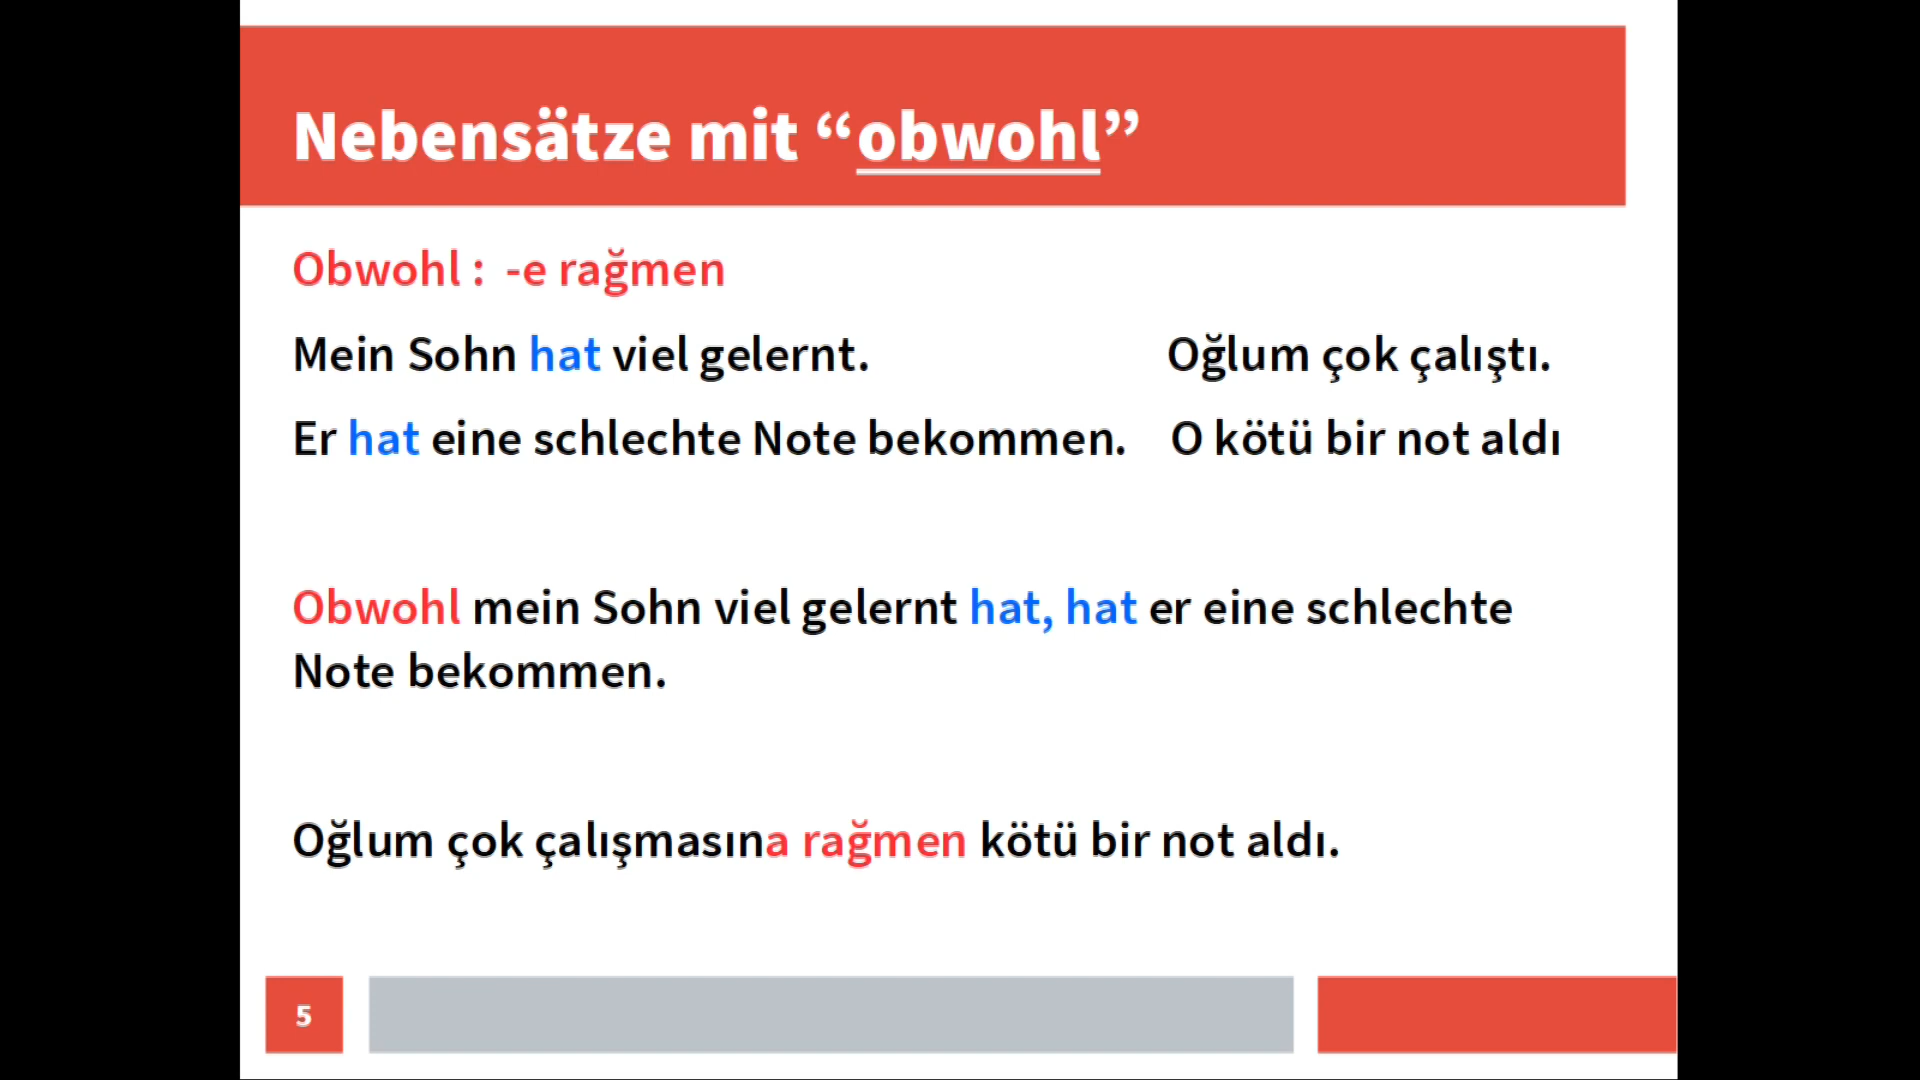 Nebensätze mit “obwohl”
Obwohl : -e rağmen
Mein Sohn hat viel gelernt. Oğlum çok çalıştı.
Er hat eine schlechte Note bekommen. O kötü bir not aldı
Obwohl mein Sohn viel gelernt hat, hat er eine schlechte
Note bekommen.
Oğlum çok çalışmasına rağmen kötü bir not aldı.
5